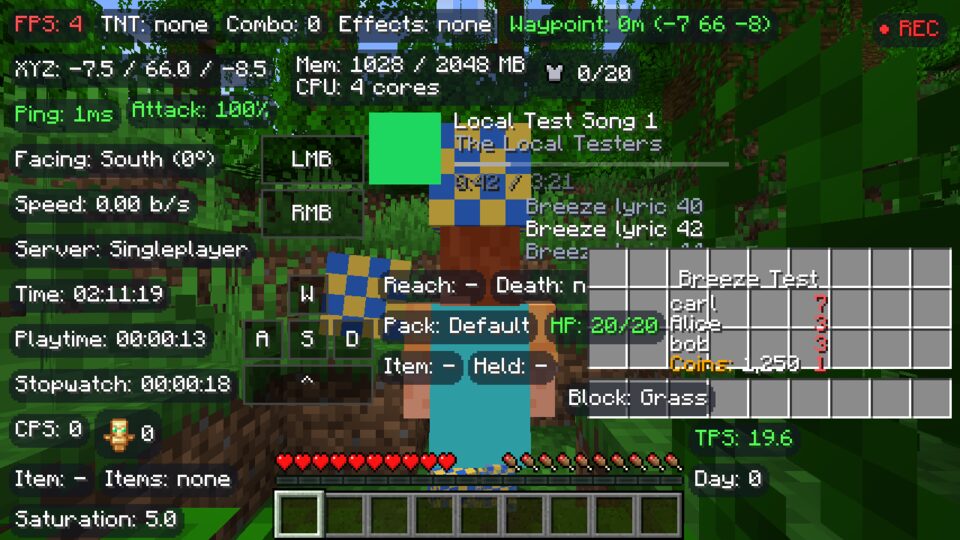 FPS: 4 TNT: none Combo: 0 Effects: none Waypoint: 0m (-7 66 -8)
● REC
XYZ: -7.5 / 66.0 / -8.5
Mem: 1028 / 2048 MB
CPU: 4 cores
0/20
Ping: 1ms
Attack: 100%
Local Test Song 1
The Local Testers
0:42 / 3:21
Facing: South (0°)
LMB
RMB
Speed: 0.00 b/s
Breeze lyric 40
Breeze lyric 42
Breeze lyric
Server: Singleplayer
Time: 02:11:19
W
Reach: - Death: n
Breeze Test
carl 7
Alice 3
bob 3
Coins: 1,250 1
Playtime: 00:00:13
A S D
Pack: Default HP: 20/20
Stopwatch: 00:00:18
^
Item: - Held: -
Block: Grass
CPS: 0
0
TPS: 19.6
Item: - Items: none
Day: 0
Saturation: 5.0